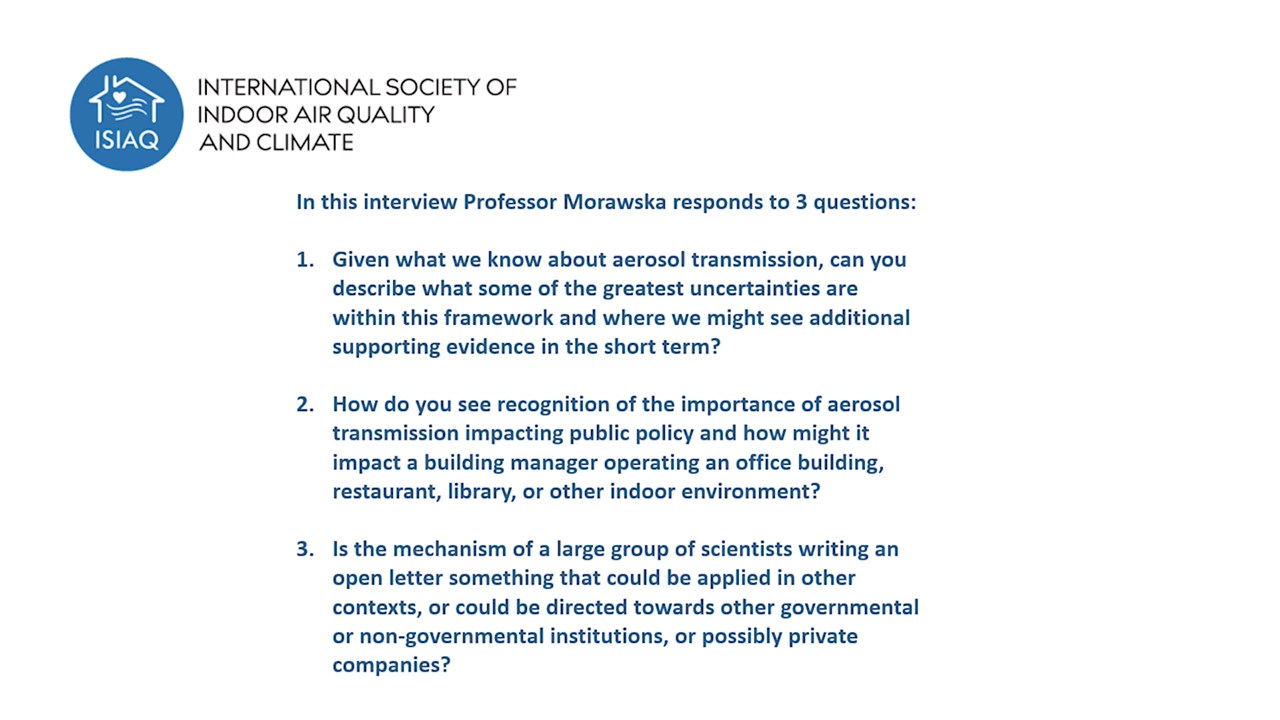 ISIAQ
INTERNATIONAL SOCIETY OF
INDOOR AIR QUALITY
AND CLIMATE
In this interview Professor Morawska responds to 3 questions:
1. Given what we know about aerosol transmission, can you
describe what some of the greatest uncertainties are
within this framework and where we might see additional
supporting evidence in the short term?
2. How do you see recognition of the importance of aerosol
transmission impacting public policy and how might it
impact a building manager operating an office building,
restaurant, library, or other indoor environment?
3. Is the mechanism of a large group of scientists writing an
open letter something that could be applied in other
contexts, or could be directed towards other governmental
or non-governmental institutions, or possibly private
companies?